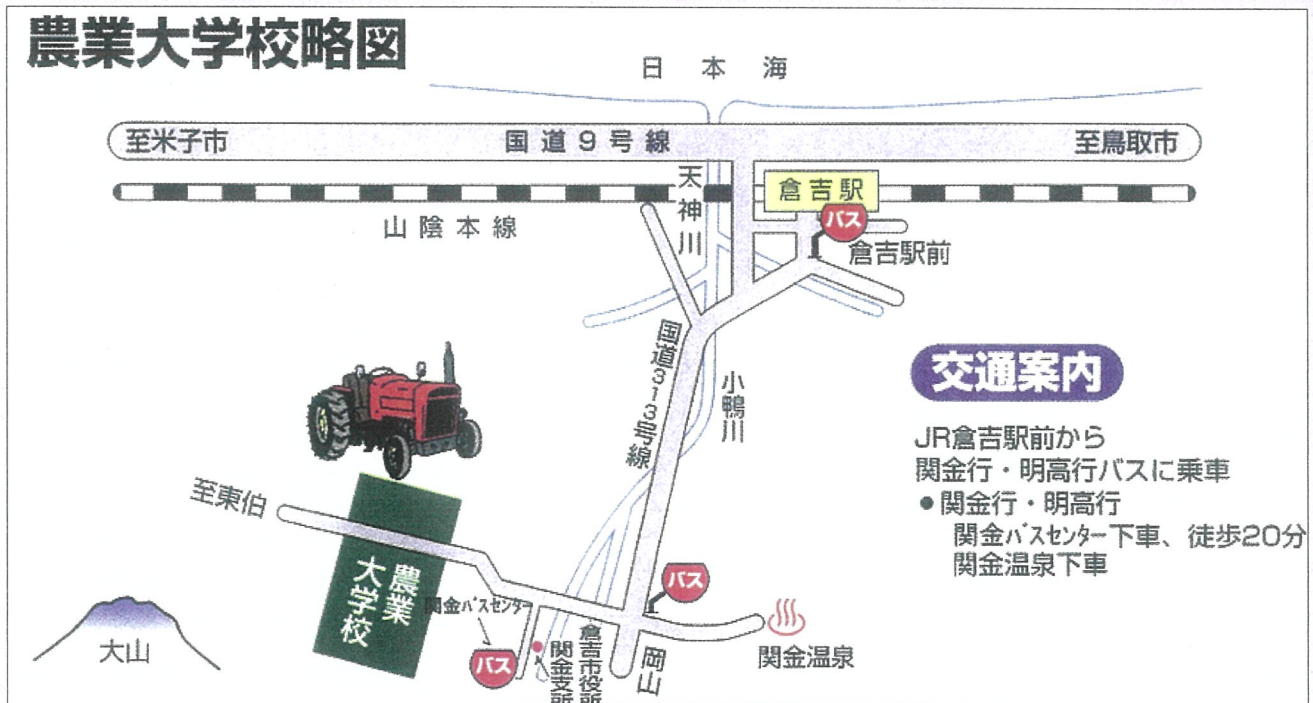 農業大学校略図
日本海
至米子市
国道9号線
至鳥取市
天神川
倉吉駅
バス
山陰本線
倉吉駅前
国道313号線
小鴨川
交通案内
JR倉吉駅前から
関金行・明高行バスに乗車
●関金行・明高行
関金バスセンター下車、徒歩20分
関金温泉下車
至東伯
農業
大学校
関金バスセンター
バス
バス
倉吉市役所
関金支所
岡山
関金温泉
大山